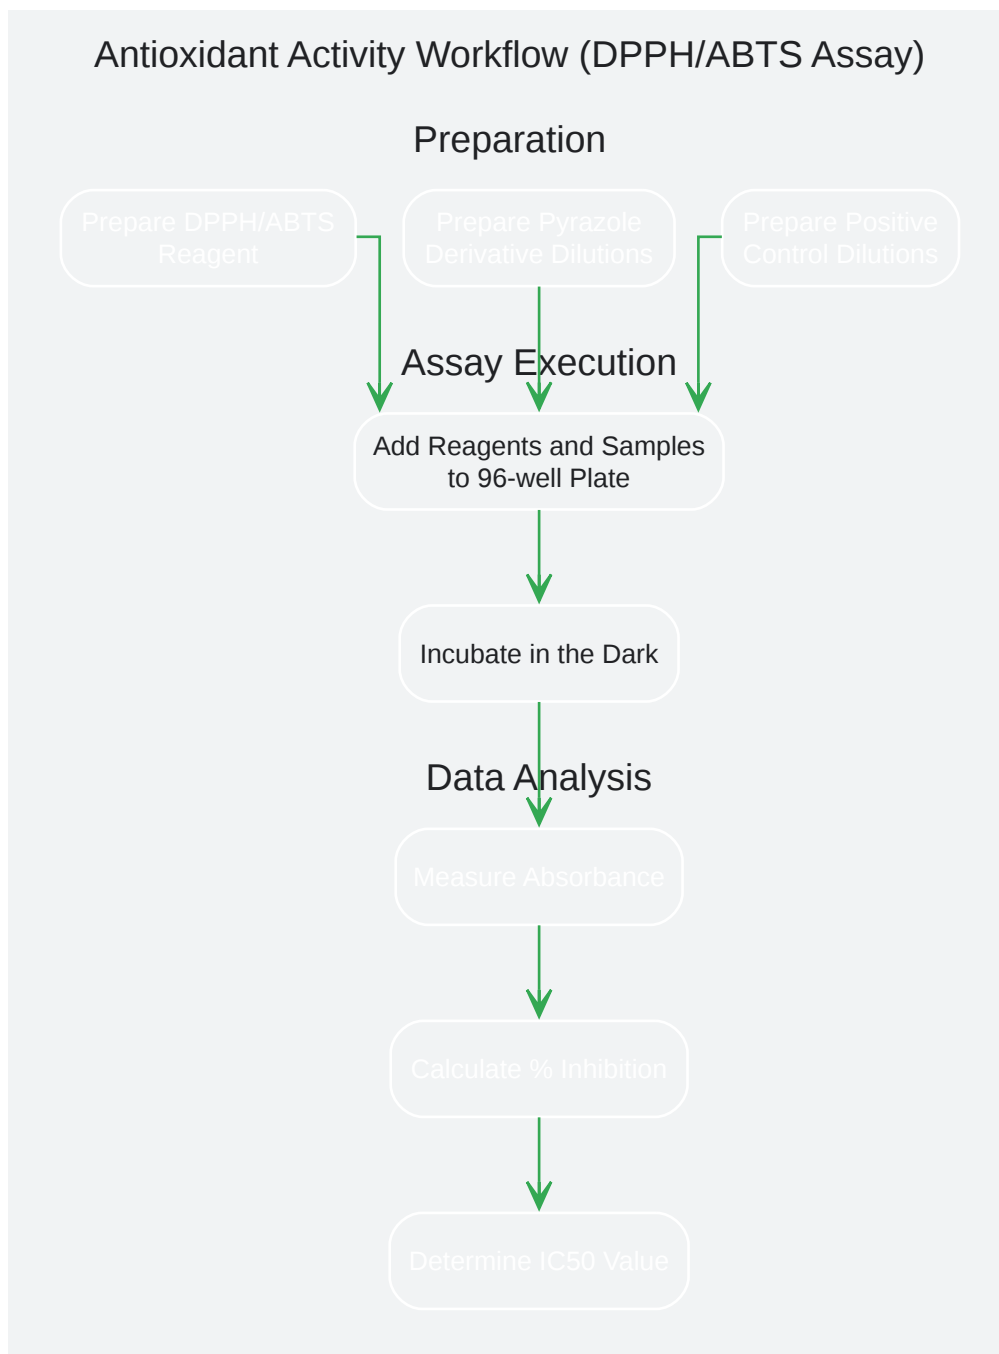 Antioxidant Activity Workflow (DPPH/ABTS Assay)
Preparation
Prepare DPPH/ABTS
Reagent
Prepare Pyrazole
Derivative Dilutions
Prepare Positive
Control Dilutions
Assay Execution
Add Reagents and Samples
to 96-well Plate
Incubate in the Dark
Data Analysis
Measure Absorbance
Calculate % Inhibition
Determine IC50 Value